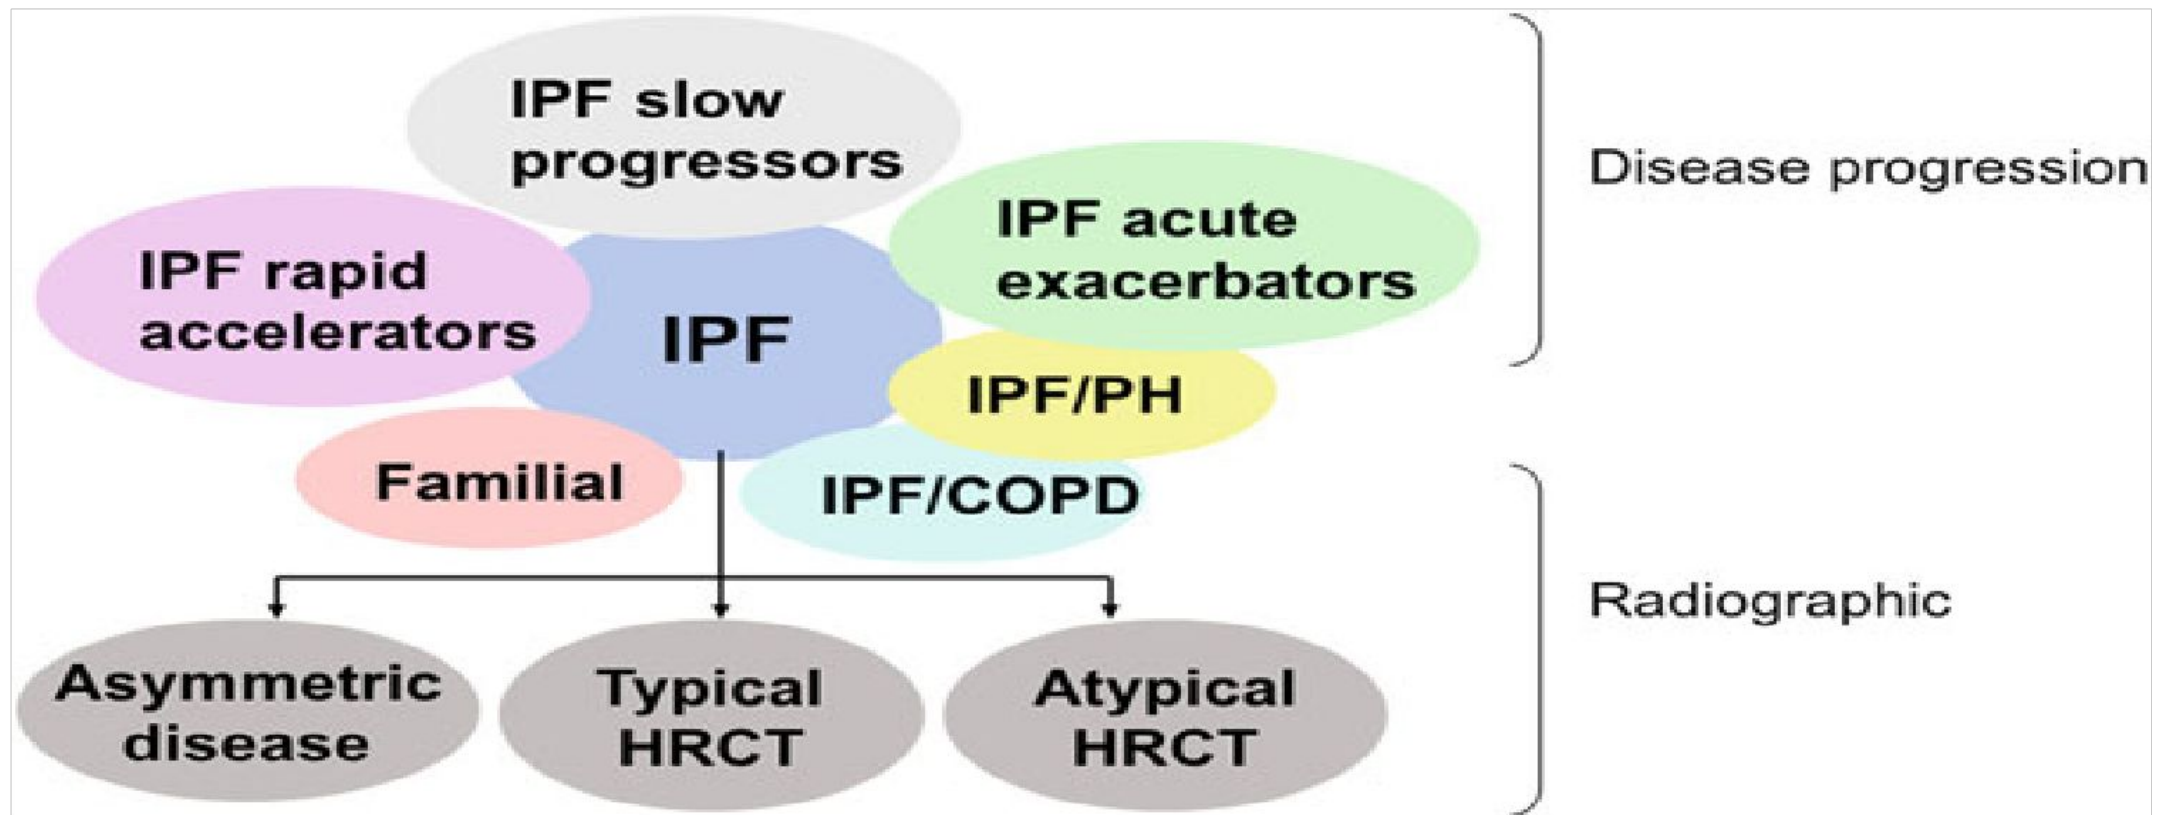 IPF slow
progressors
IPF acute
exacerbators
Disease progression
IPF rapid
accelerators
IPF
IPF/PH
Familial
IPF/COPD
Radiographic
Asymmetric
disease
Typical
HRCT
Atypical
HRCT